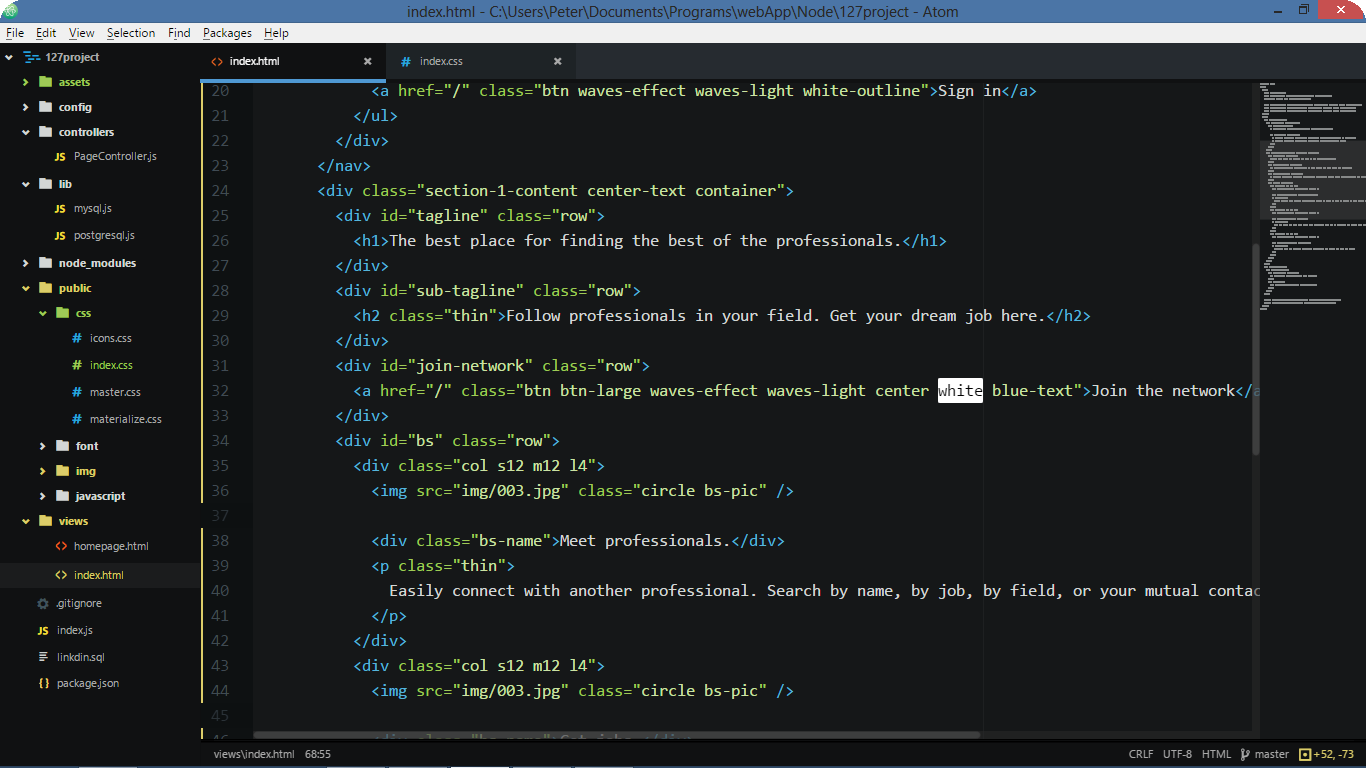 index.html - C:\Users\Peter\Documents\Programs\webApp\Node\127project - Atom
File Edit View Selection Find Packages Help
127project
assets
config
controllers
JS PageController.js
lib
JS mysql.js
JS postgresql.js
node_modules
public
css
# icons.css
# index.css
# master.css
# materialize.css
font
img
javascript
views
<> homepage.html
<> index.html
.gitignore
JS index.js
linkdin.sql
{} package.json
<> index.html ×
# index.css ×
20 <a href="/" class="btn waves-effect waves-light white-outline">Sign in</a>
21 </ul>
22 </div>
23 </nav>
24 <div class="section-1-content center-text container">
25 <div id="tagline" class="row">
26 <h1>The best place for finding the best of the professionals.</h1>
27 </div>
28 <div id="sub-tagline" class="row">
29 <h2 class="thin">Follow professionals in your field. Get your dream job here.</h2>
30 </div>
31 <div id="join-network" class="row">
32 <a href="/" class="btn btn-large waves-effect waves-light center white blue-text">Join the network</a
33 </div>
34 <div id="bs" class="row">
35 <div class="col s12 m12 l4">
36 <img src="img/003.jpg" class="circle bs-pic" />
37
38 <div class="bs-name">Meet professionals.</div>
39 <p class="thin">
40 Easily connect with another professional. Search by name, by job, by field, or your mutual contac
41 </p>
42 </div>
43 <div class="col s12 m12 l4">
44 <img src="img/003.jpg" class="circle bs-pic" />
45
views\index.html 68:55
CRLF UTF-8 HTML master +52, -73